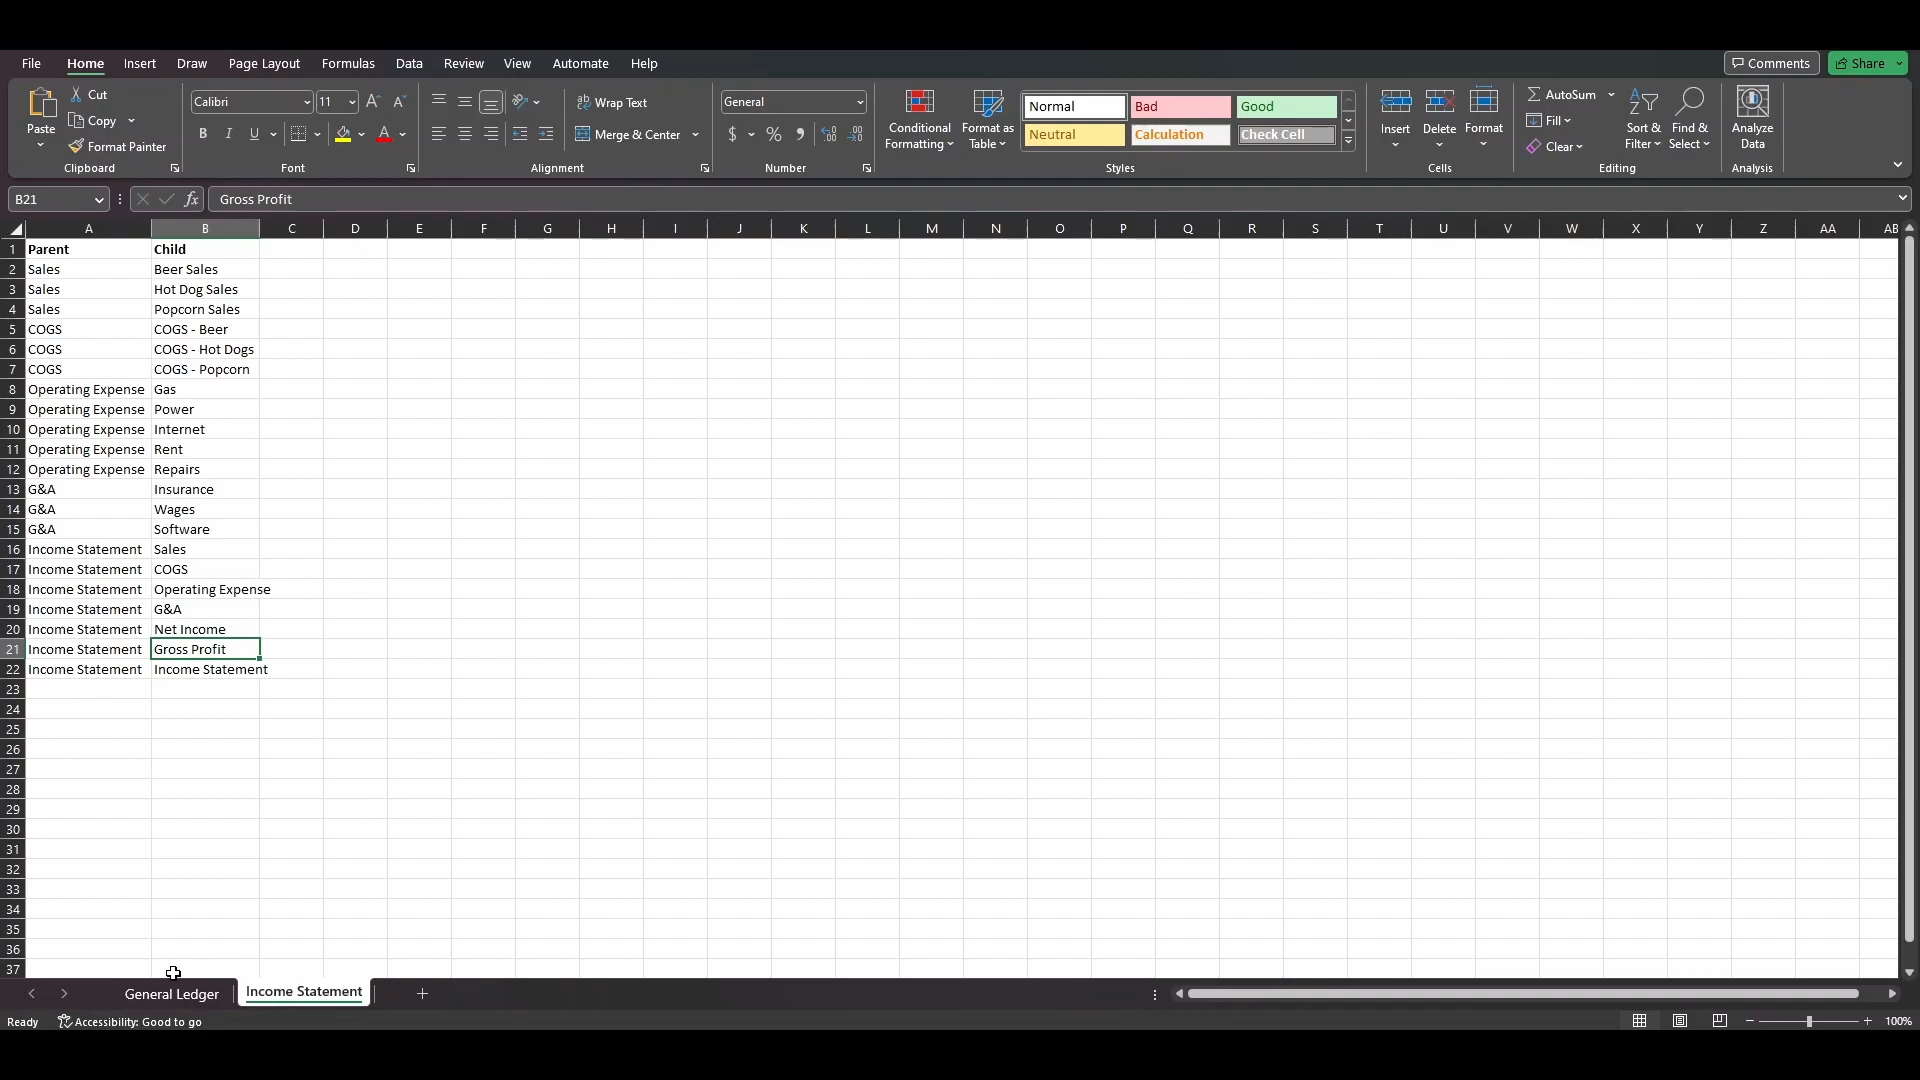 File Home Insert Draw Page Layout Formulas Data Review View Automate Help Comments Share
Paste Cut Copy Format Painter Clipboard
Calibri 11 A A B I U A Font
ab Wrap Text Merge & Center Alignment
General $ % 9 Number
Conditional Formatting Format as Table
Normal Bad Good
Neutral Calculation Check Cell
Styles
Insert Delete Format Cells
AutoSum Fill Clear Sort & Filter Find & Select Editing
Analyze Data Analysis
B21 fx Gross Profit
A B C D E F G H I J K L M N O P Q R S T U V W X Y Z AA AB
1 Parent Child
2 Sales Beer Sales
3 Sales Hot Dog Sales
4 Sales Popcorn Sales
5 COGS COGS - Beer
6 COGS COGS - Hot Dogs
7 COGS COGS - Popcorn
8 Operating Expense Gas
9 Operating Expense Power
10 Operating Expense Internet
11 Operating Expense Rent
12 Operating Expense Repairs
13 G&A Insurance
14 G&A Wages
15 G&A Software
16 Income Statement Sales
17 Income Statement COGS
18 Income Statement Operating Expense
19 Income Statement G&A
20 Income Statement Net Income
21 Income Statement Gross Profit
22 Income Statement Income Statement
23
24
25
26
27
28
29
30
31
32
33
34
35
36
37
General Ledger Income Statement
Ready Accessibility: Good to go 100%